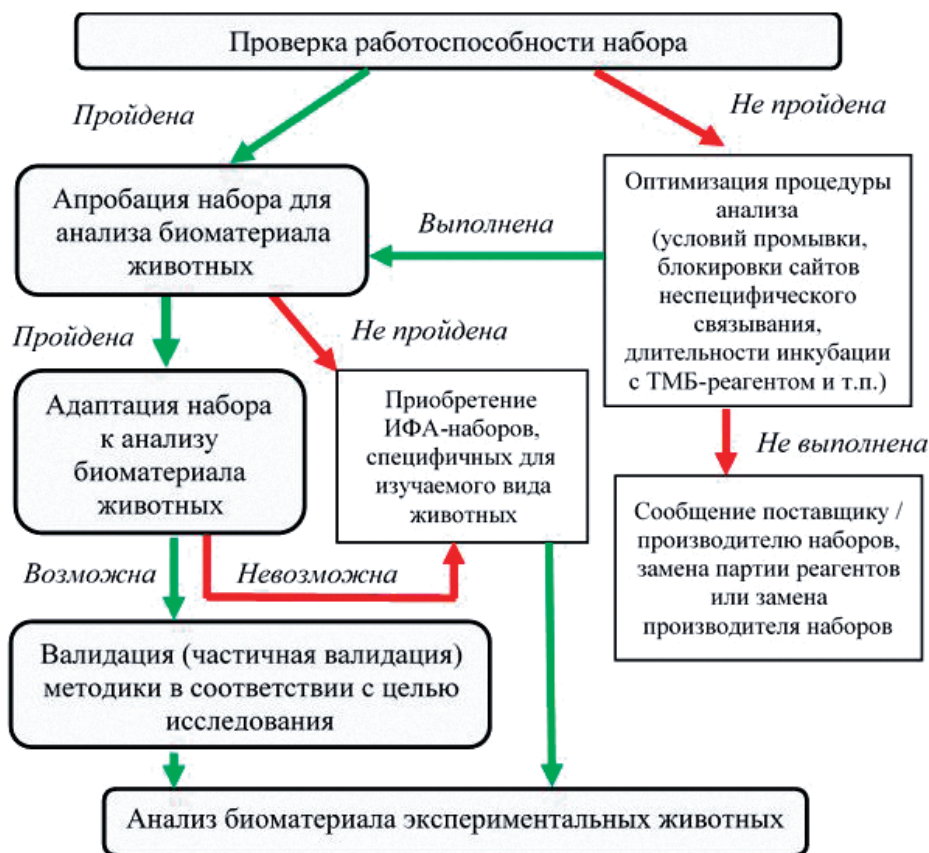 Проверка работоспособности набора
Пройдена
Не пройдена
Апробация набора для
анализа биоматериала
животных
Выполнена
Оптимизация процедуры
анализа
(условий промывки,
блокировки сайтов
неспецифического
связывания,
длительности инкубации
с ТМБ-реагентом и т.п.)
Пройдена
Не пройдена
Адаптация набора
к анализу
биоматериала
животных
Приобретение
ИФА-наборов,
специфичных для
изучаемого вида
животных
Не выполнена
Сообщение поставщику /
производителю наборов,
замена партии реагентов
или замена
производителя наборов
Возможна
Невозможна
Валидация (частичная валидация)
методики в соответствии с целью
исследования
Анализ биоматериала экспериментальных животных